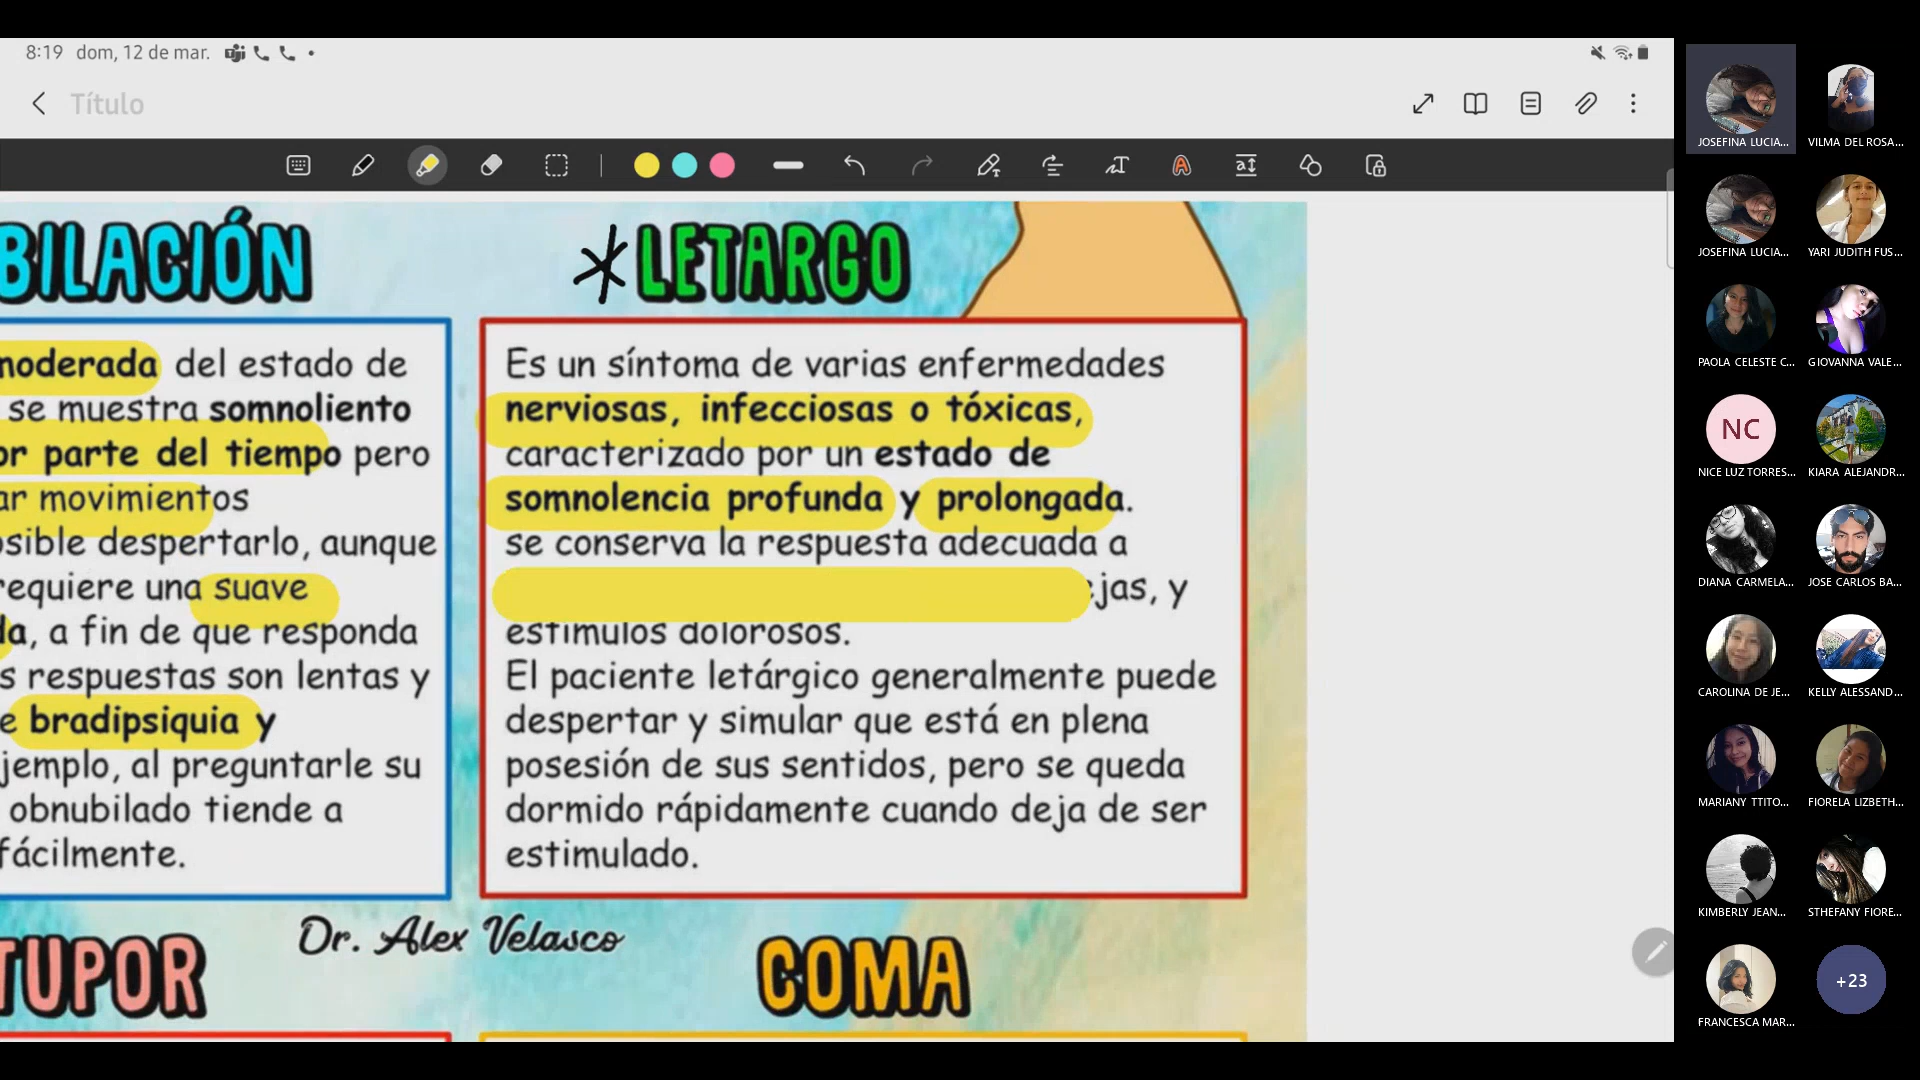 8:19 dom, 12 de mar.
Título
BILACIÓN
*LETARGO
moderada del estado de
se muestra somnoliento
or parte del tiempo pero
ar movimientos
sible despertarlo, aunque
requiere una suave
da, a fin de que responda
s respuestas son lentas y
e bradipsiquia y
jemplo, al preguntarle su
obnubilado tiende a
fácilmente.
Es un síntoma de varias enfermedades
nerviosas, infecciosas o tóxicas,
caracterizado por un estado de
somnolencia profunda y prolongada.
se conserva la respuesta adecuada a
jas, y
estímulos dolorosos.
El paciente letárgico generalmente puede
despertar y simular que está en plena
posesión de sus sentidos, pero se queda
dormido rápidamente cuando deja de ser
estimulado.
Dr. Alex Velasco
TUPOR
COMA
JOSEFINA LUCIA...
VILMA DEL ROSA...
JOSEFINA LUCIA...
YARI JUDITH FUS...
PAOLA CELESTE C...
GIOVANNA VALE...
NC
NICE LUZ TORRES...
KIARA ALEJANDR...
DIANA CARMELA...
JOSE CARLOS BA...
CAROLINA DE JE...
KELLY ALESSAND...
MARIANY TTITO...
FIORELA LIZBETH...
KIMBERLY JEAN...
STHEFANY FIORE...
FRANCESCA MAR...
+23